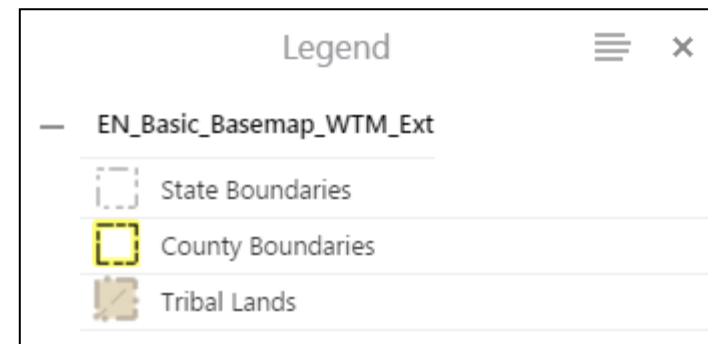 Legend
EN_Basic_Basemap_WTM_Ext
State Boundaries
County Boundaries
Tribal Lands